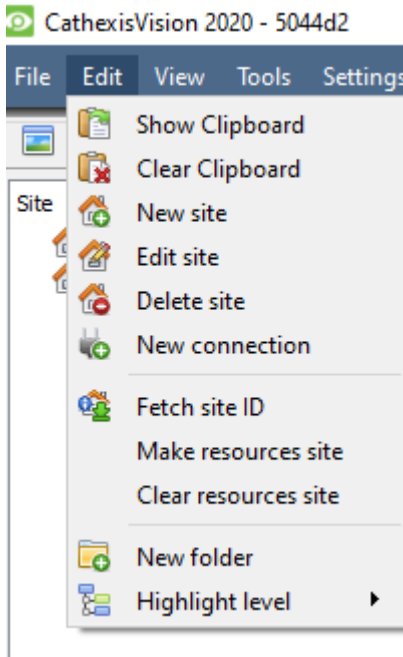 CathexisVision 2020 - 5044d2
File Edit View Tools Settings
Show Clipboard
Clear Clipboard
Site
New site
Edit site
Delete site
New connection
Fetch site ID
Make resources site
Clear resources site
New folder
Highlight level